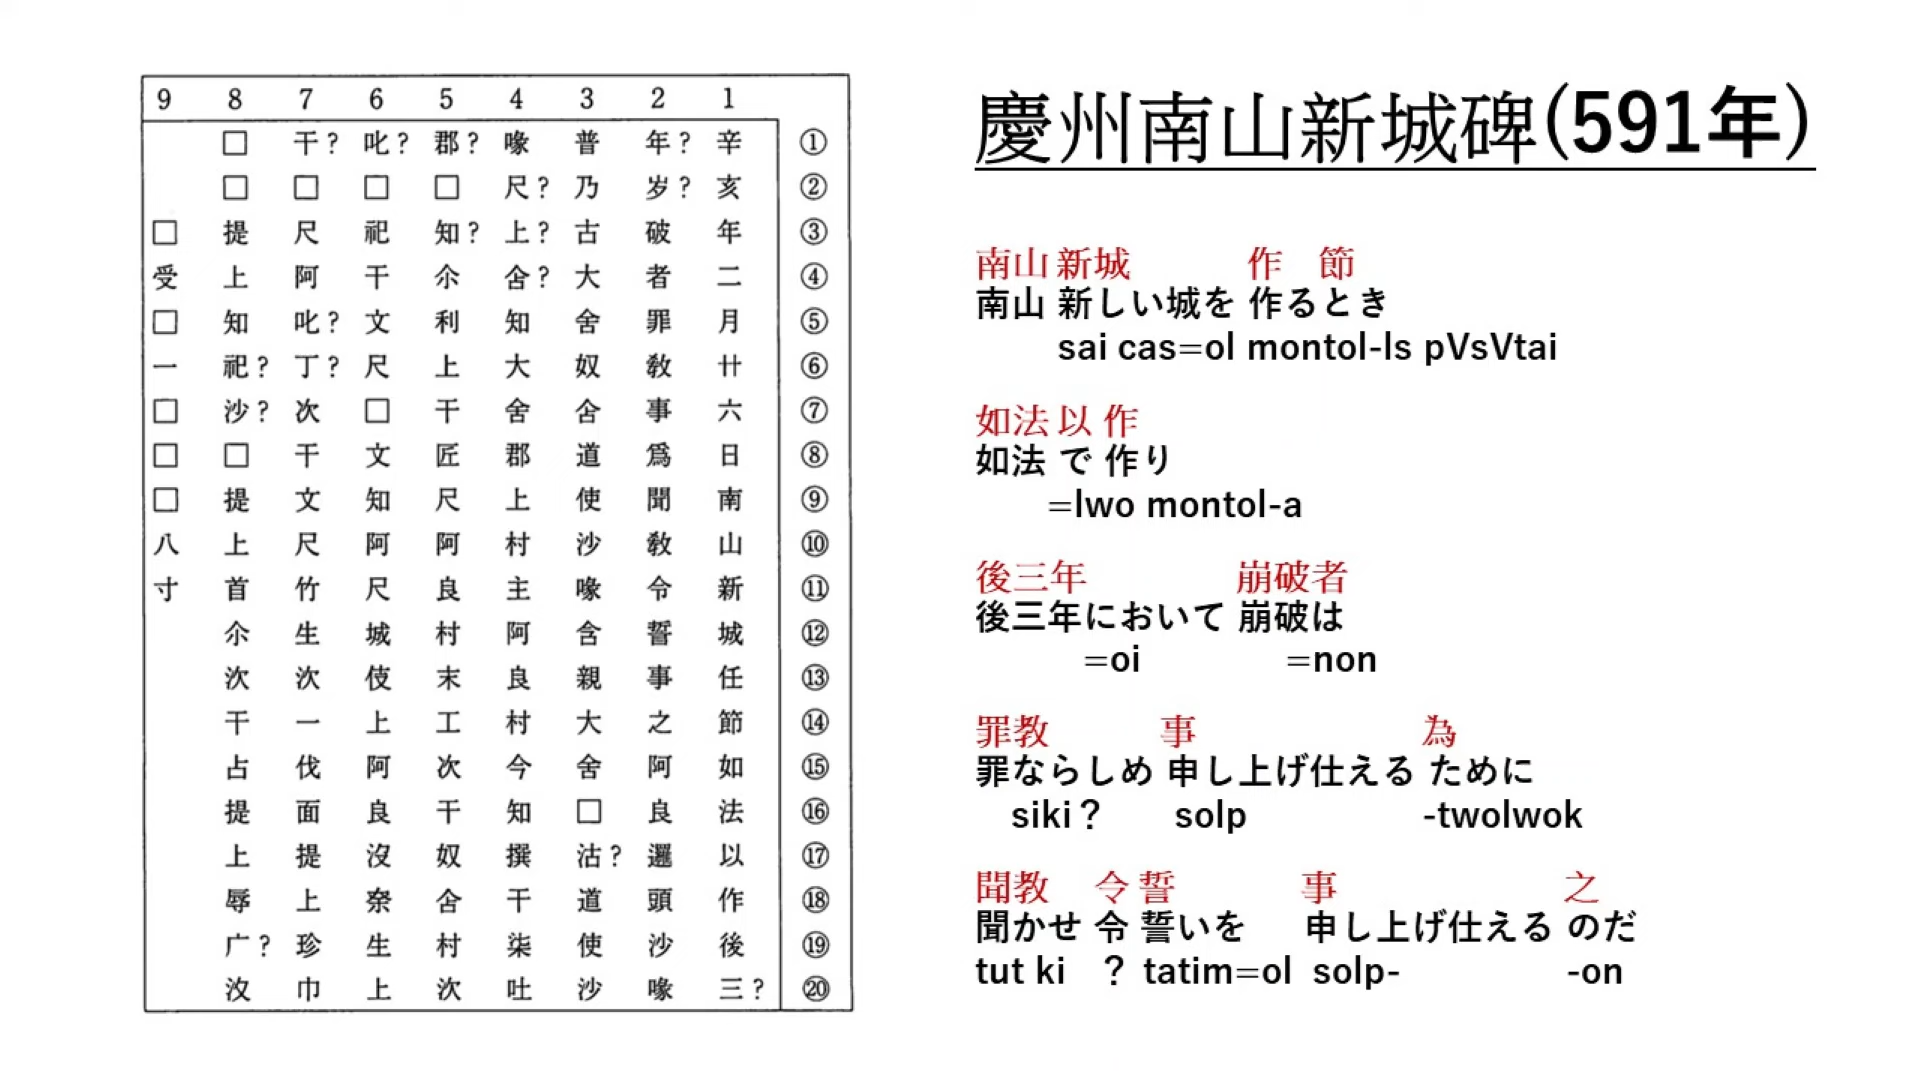 9 8 7 6 5 4 3 2 1
□ 干? 叱? 郡? 喙 普 年? 辛 ①
□ □ □ □ 尺? 乃 岁? 亥 ②
□ 提 尺 祀 知? 上? 古 破 年 ③
受 上 阿 干 尒 舍? 大 者 二 ④
□ 知 叱? 文 利 知 舍 罪 月 ⑤
一 祀? 丁? 尺 上 大 奴 敎 廿 ⑥
□ 沙? 次 □ 干 舍 舍 事 六 ⑦
□ □ 干 文 匠 郡 道 爲 日 ⑧
□ 提 文 知 尺 上 使 聞 南 ⑨
八 上 尺 阿 阿 村 沙 敎 山 ⑩
寸 首 竹 尺 良 主 喙 令 新 ⑪
尒 生 城 村 阿 含 誓 城 ⑫
次 次 伎 末 良 親 事 任 ⑬
干 一 上 工 村 大 之 節 ⑭
占 伐 阿 次 今 舍 阿 如 ⑮
提 面 良 干 知 □ 良 法 ⑯
上 提 沒 奴 撰 沽? 邏 以 ⑰
辱 上 奈 舍 干 道 頭 作 ⑱
广? 珍 生 村 柒 使 沙 後 ⑲
汶 巾 上 次 吐 沙 喙 三? ⑳
慶州南山新城碑(591年)
南山 新城 作 節
南山 新しい城を 作るとき
sai cas=ol montol-ls pVsVtai
如法 以 作
如法 で 作り
=lwo montol-a
後三年 崩破者
後三年において 崩破は
=oi =non
罪教 事 為
罪ならしめ 申し上げ仕える ために
siki? solp -twolwok
聞教 令 誓 事 之
聞かせ 令 誓いを 申し上げ仕える のだ
tut ki ? tatim=ol solp- -on